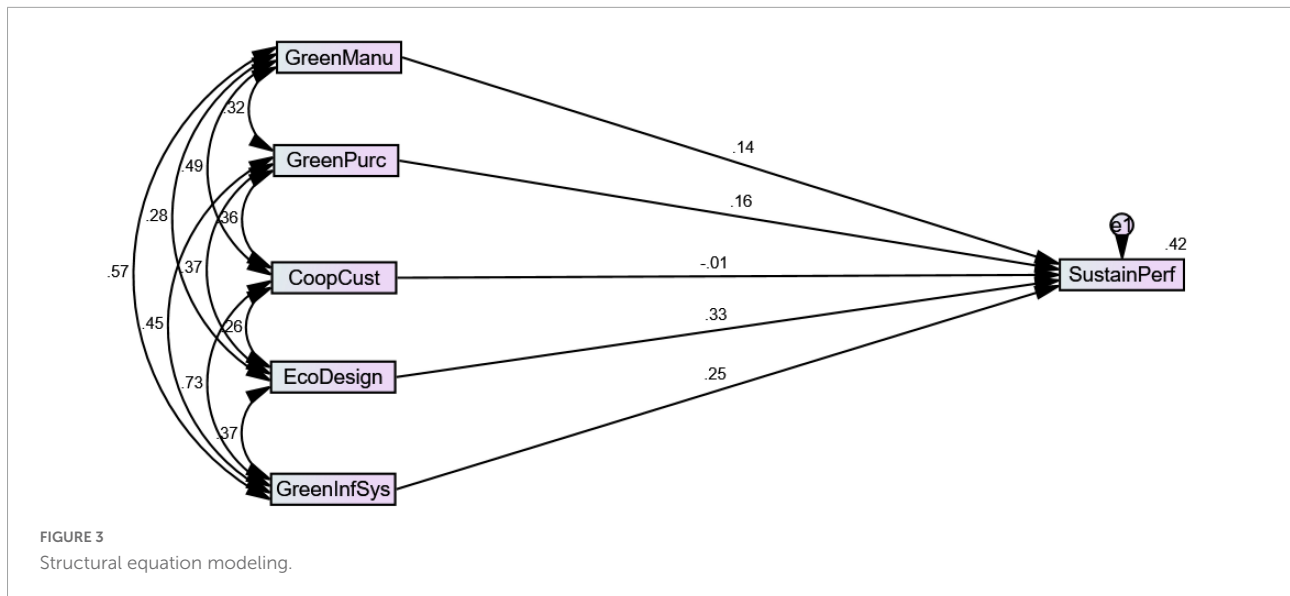 GreenManu
.32
GreenPurc
.14
.49
.16
.28
.36
e1
.42
.57
.37
CoopCust
-.01
SustainPerf
.45
.26
.33
EcoDesign
.73
.25
.37
GreenInfSys
FIGURE 3
Structural equation modeling.